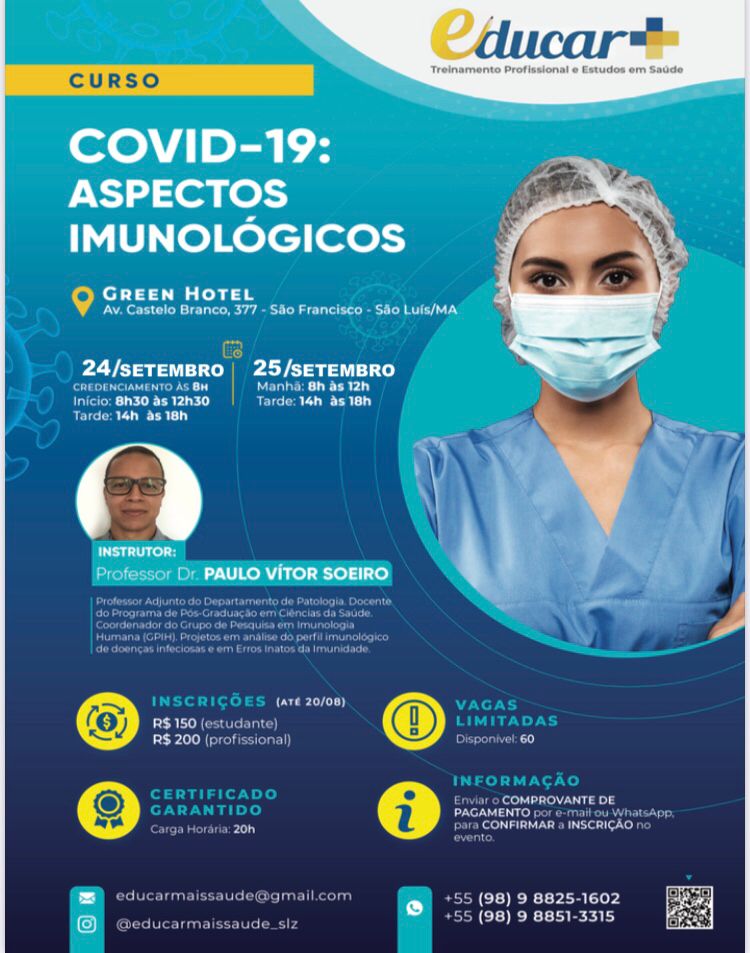 educar+
Treinamento Profissional e Estudos em Saúde
CURSO
COVID-19:
ASPECTOS
IMUNOLÓGICOS
GREEN HOTEL
Av. Castelo Branco, 377 - São Francisco - São Luís/MA
24/SETEMBRO
CREDENCIAMENTO ÀS 8H
Início: 8h30 às 12h30
Tarde: 14h às 18h
25/SETEMBRO
Manhã: 8h às 12h
Tarde: 14h às 18h
INSTRUTOR:
Professor Dr. PAULO VÍTOR SOEIRO
Professor Adjunto do Departamento de Patologia. Docente
do Programa de Pós-Graduação em Ciências da Saúde.
Coordenador do Grupo de Pesquisa em Imunologia
Humana (GPIH). Projetos em análise do perfil imunológico
de doenças infeciosas e em Erros Inatos da Imunidade.
INSCRIÇÕES (ATÉ 20/08)
R$ 150 (estudante)
R$ 200 (profissional)
VAGAS
LIMITADAS
Disponível: 60
CERTIFICADO
GARANTIDO
Carga Horária: 20h
INFORMAÇÃO
Enviar o COMPROVANTE DE
PAGAMENTO por e-mail ou WhatsApp,
para CONFIRMAR a INSCRIÇÃO no
evento.
educarmaissaude@gmail.com
@educarmaissaude_slz
+55 (98) 9 8825-1602
+55 (98) 9 8851-3315